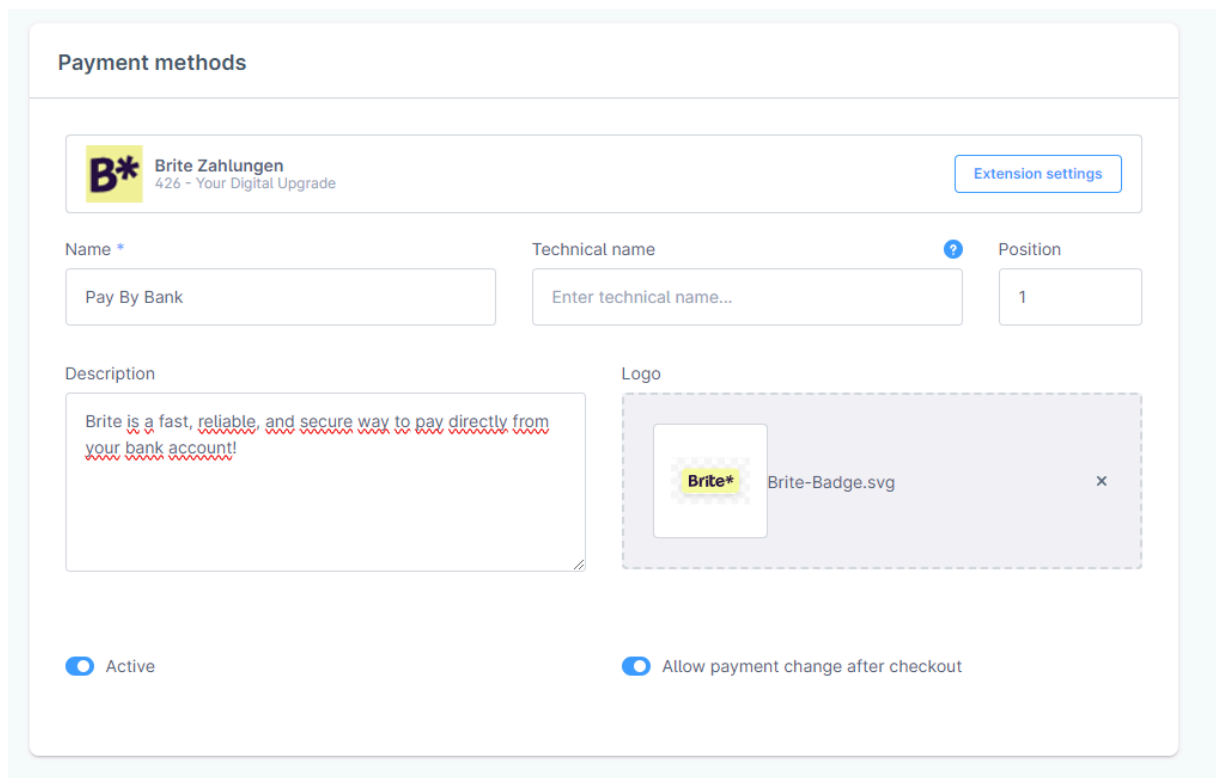 Payment methods
B*
Brite Zahlungen
426 - Your Digital Upgrade
Extension settings
Name *
Technical name
?
Position
Pay By Bank
Enter technical name...
1
Description
Logo
Brite is a fast, reliable, and secure way to pay directly from
your bank account!
Brite*
Brite-Badge.svg
×
Active
Allow payment change after checkout